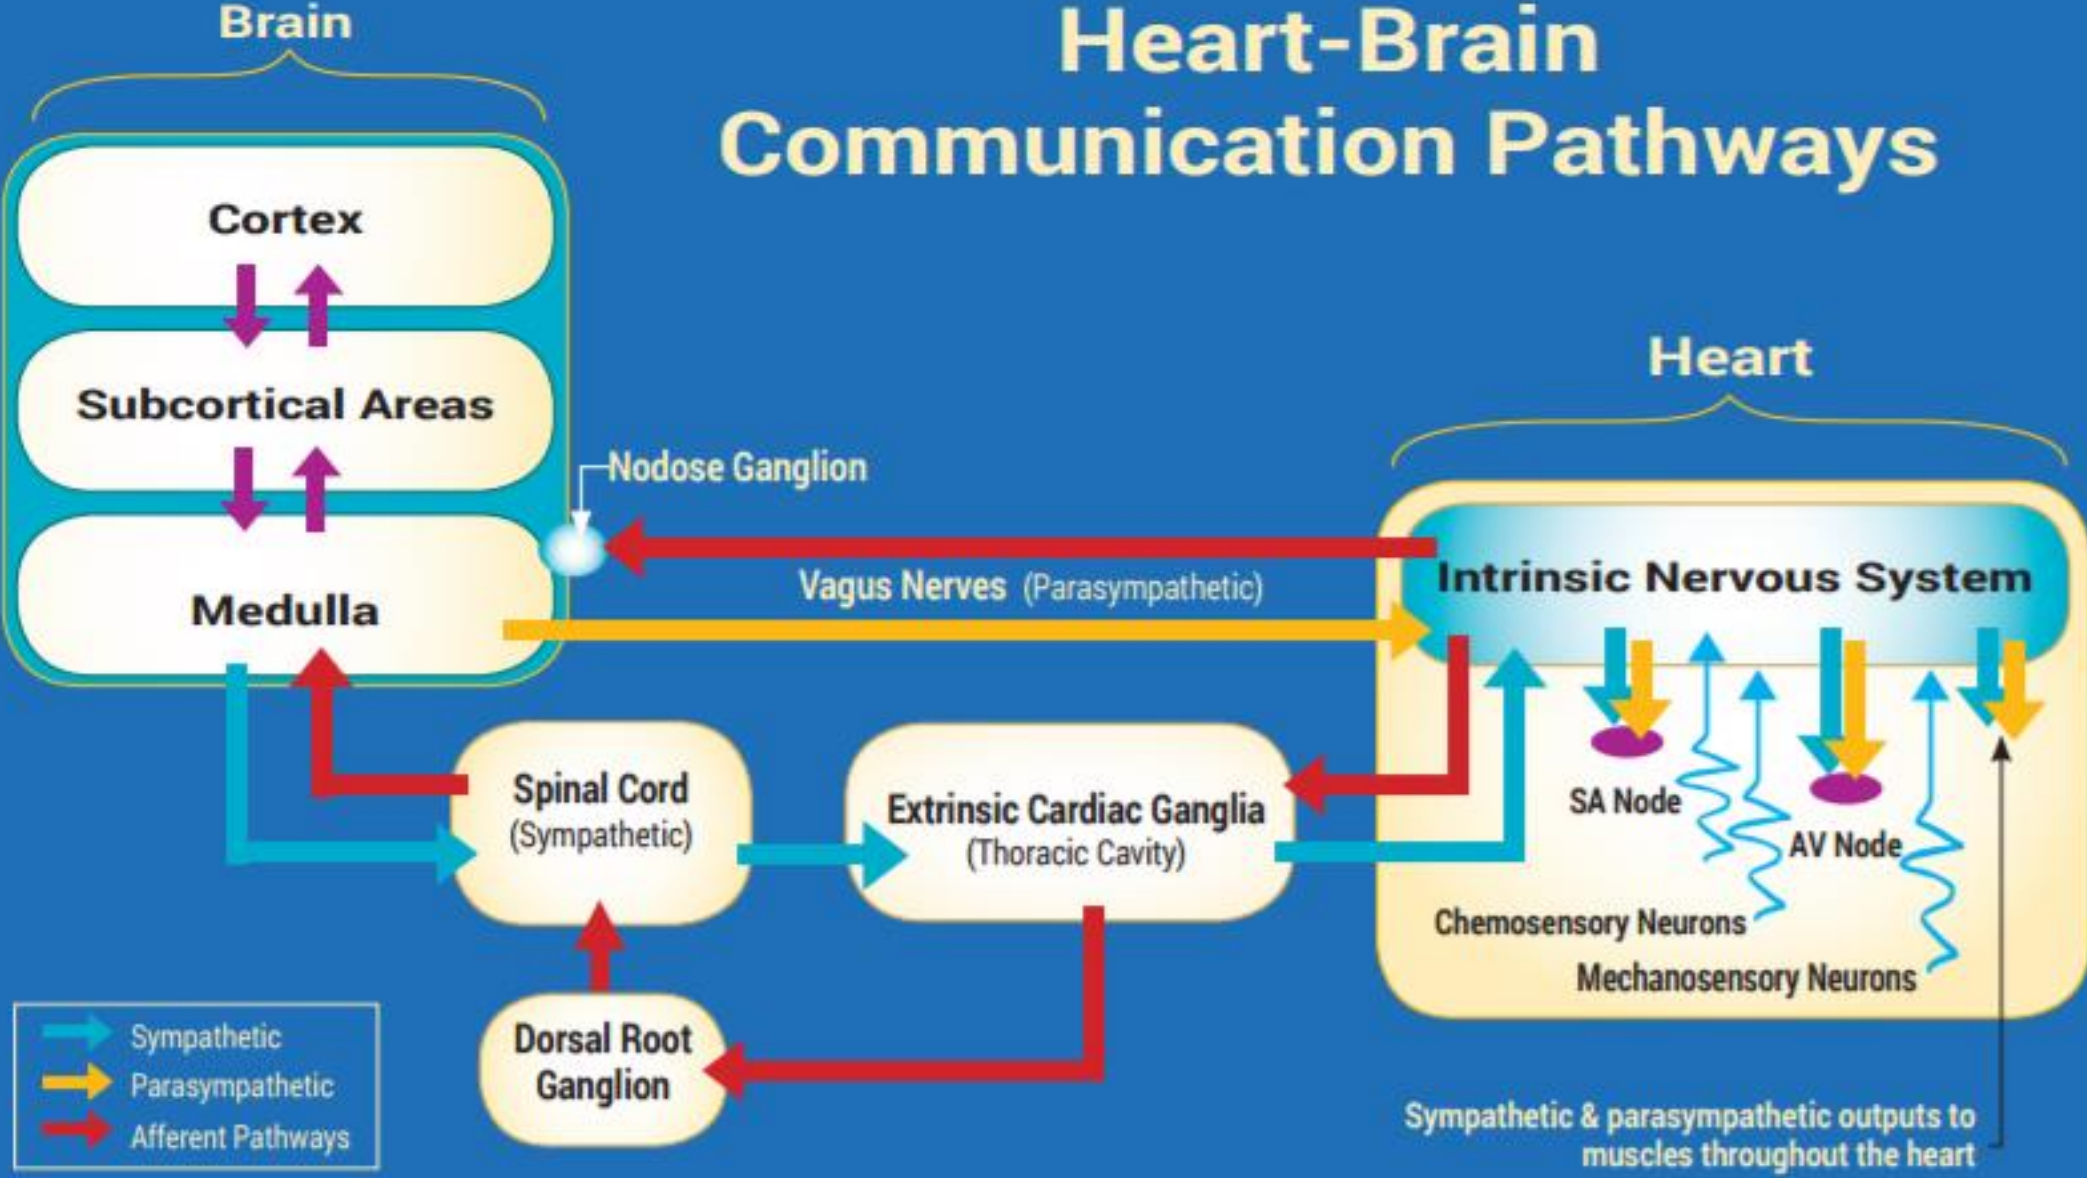 Brain
Heart-Brain
Communication Pathways
Cortex
Subcortical Areas
Medulla
Nodose Ganglion
Vagus Nerves (Parasympathetic)
Heart
Intrinsic Nervous System
SA Node
AV Node
Chemosensory Neurons
Mechanosensory Neurons
Spinal Cord
(Sympathetic)
Extrinsic Cardiac Ganglia
(Thoracic Cavity)
Dorsal Root
Ganglion
Sympathetic
Parasympathetic
Afferent Pathways
Sympathetic & parasympathetic outputs to
muscles throughout the heart